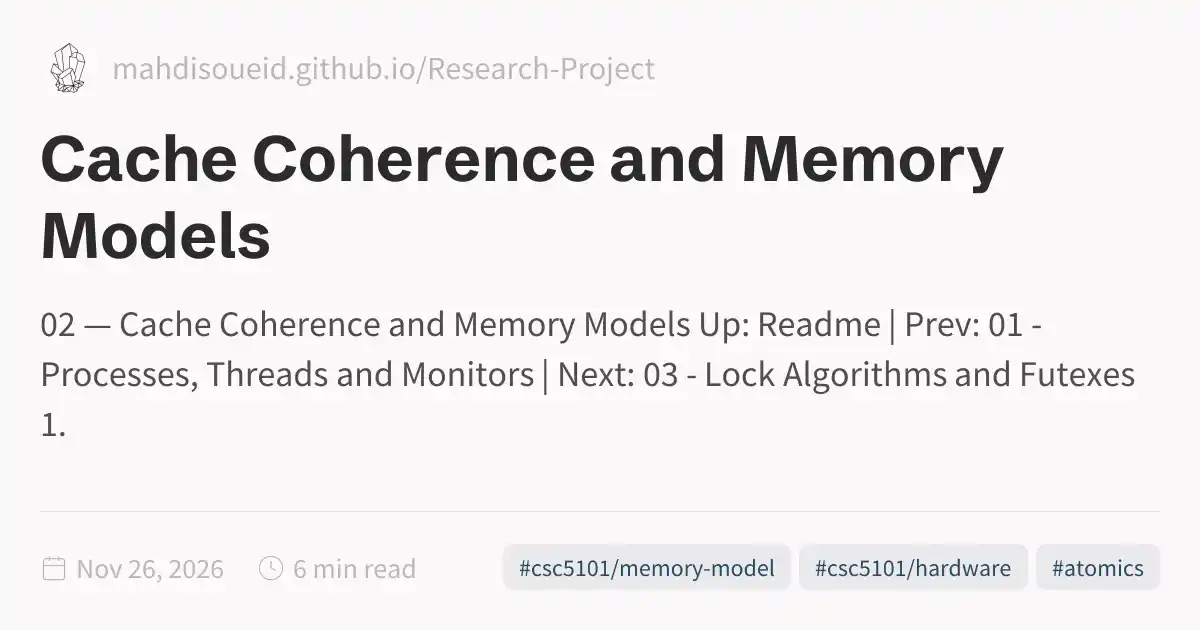 mahdisoueid.github.io/Research-Project
Cache Coherence and Memory
Models
02 — Cache Coherence and Memory Models Up: Readme | Prev: 01 -
Processes, Threads and Monitors | Next: 03 - Lock Algorithms and Futexes
1.
Nov 26, 2026 6 min read #csc5101/memory-model #csc5101/hardware #atomics